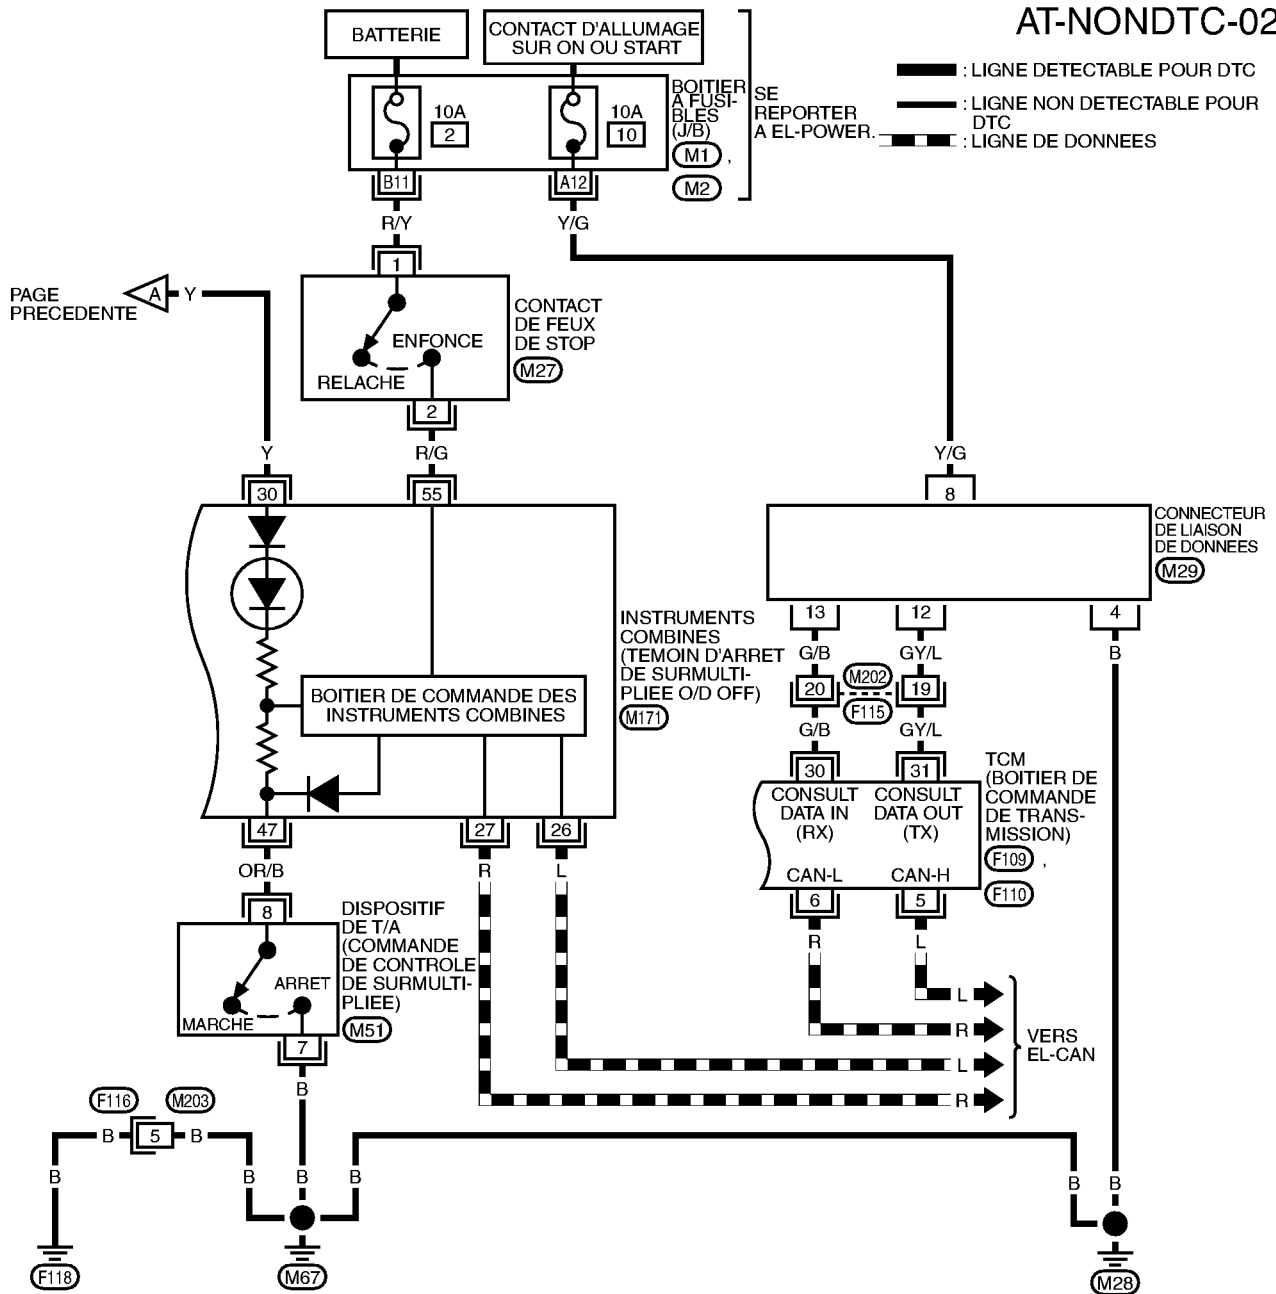 AT-NONDTC-02
BATTERIE
CONTACT D'ALLUMAGE
SUR ON OU START
: LIGNE DETECTABLE POUR DTC
: LIGNE NON DETECTABLE POUR
DTC
: LIGNE DE DONNEES
10A
2
10A
10
BOITIER
A FUSI-
BLES
(J/B)
M1 ,
M2
SE
REPORTER
A EL-POWER.
B11
A12
R/Y
Y/G
1
PAGE
PRECEDENTE
A
Y
CONTACT
DE FEUX
DE STOP
M27
ENFONCE
RELACHE
2
Y
R/G
Y/G
30
55
8
CONNECTEUR
DE LIAISON
DE DONNEES
M29
INSTRUMENTS
COMBINES
(TEMOIN D'ARRET
DE SURMULTI-
PLIEE O/D OFF)
M171
BOITIER DE COMMANDE DES
INSTRUMENTS COMBINES
13
12
4
G/B
GY/L
B
20
M202
19
F115
G/B
GY/L
30
31
CONSULT
DATA IN
(RX)
CONSULT
DATA OUT
(TX)
CAN-L
CAN-H
TCM
(BOITIER DE
COMMANDE
DE TRANS-
MISSION)
F109 ,
F110
47
27
26
6
5
OR/B
R
L
R
L
8
DISPOSITIF
DE T/A
(COMMANDE
DE CONTROLE
DE SURMULTI-
PLIEE)
M51
ARRET
MARCHE
7
L
R
L
R
VERS
EL-CAN
B
F116
M203
B
5
B
B
B
B
B
B
B
F118
M67
M28